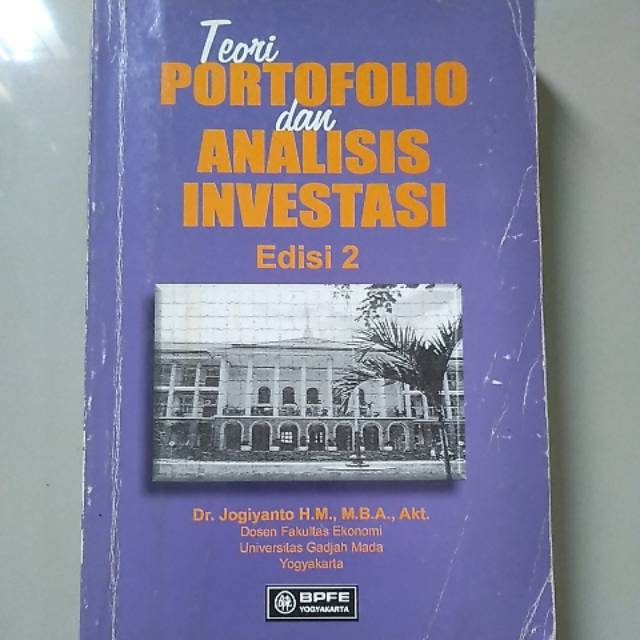 Teori
PORTOFOLIO
dan
ANALISIS
INVESTASI
Edisi 2
Dr. Jogiyanto H.M., M.B.A., Akt.
Dosen Fakultas Ekonomi
Universitas Gadjah Mada
Yogyakarta
BPFE
YOGYAKARTA